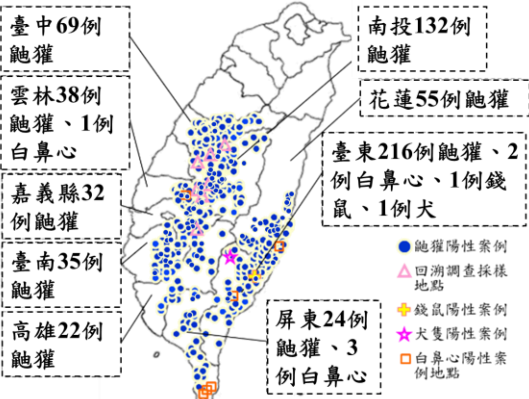 臺中69例
鼬獾
雲林38例
鼬獾、1例
白鼻心
嘉義縣32
例鼬獾
臺南35例
鼬獾
高雄22例
鼬獾
南投132例
鼬獾
花蓮55例鼬獾
臺東216例鼬獾、2
例白鼻心、1例錢
鼠、1例犬
屏東24例
鼬獾、3
例白鼻心
鼬獾陽性案例
回溯調查採樣
地點
錢鼠陽性案例
犬隻陽性案例
白鼻心陽性案
例地點